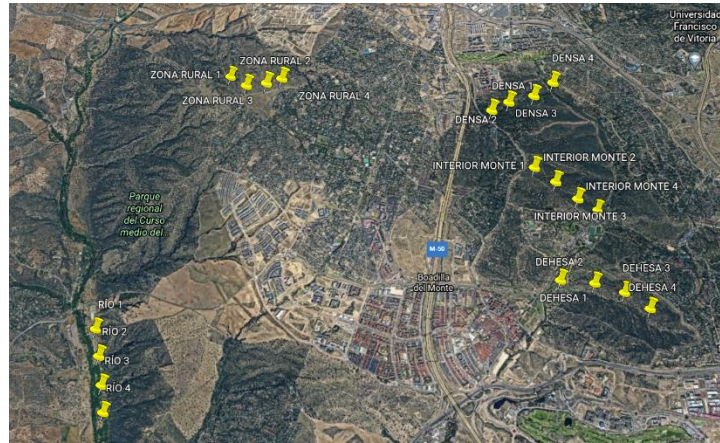 Universidad
Francisco
de Vitoria
DENSA 4
ZONA RURAL 2
ZONA RURAL 1
DENSA 1
ZONA RURAL 3
ZONA RURAL 4
DENSA 2
DENSA 3
INTERIOR MONTE 2
INTERIOR MONTE 1
INTERIOR MONTE 4
Parque
regional
del Curso
medio del...
INTERIOR MONTE 3
M-50
DEHESA 2
DEHESA 3
Boadilla
del Monte
DEHESA 4
DEHESA 1
RÍO 1
RÍO 2
RÍO 3
RÍO 4